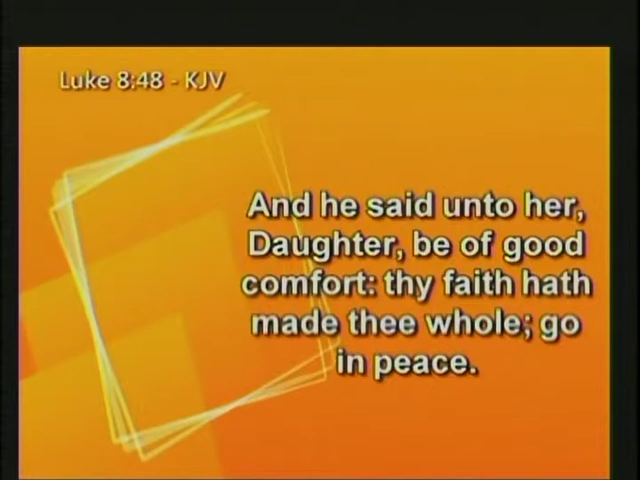 Luke 8:48 - KJV
And he said unto her,
Daughter, be of good
comfort: thy faith hath
made thee whole; go
in peace.